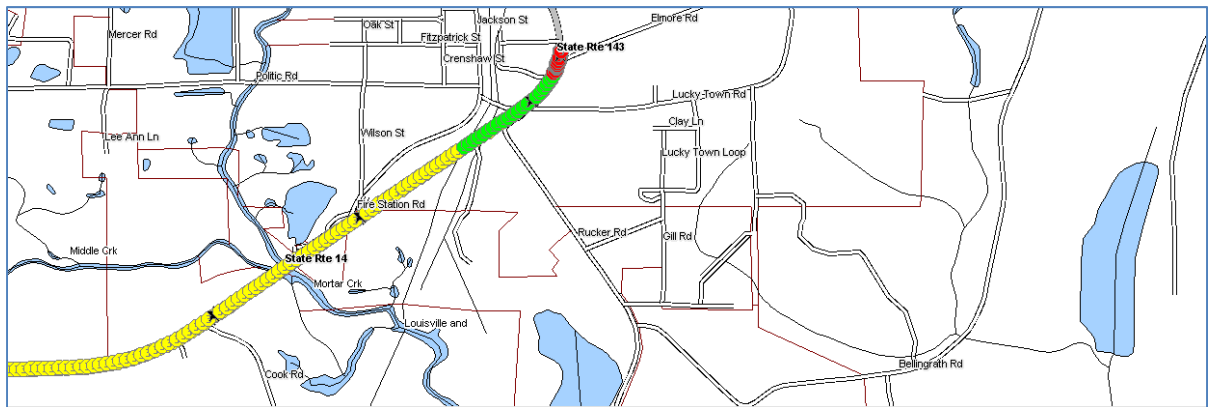 Jackson St
Elmore Rd
Oak St
Mercer Rd
Fitzpatrick St
State Rte 143
Crenshaw St
Politic Rd
Lucky Town Rd
Clay Ln
Wilson St
Lee Ann Ln
Lucky Town Loop
Fire Station Rd
Rucker Rd
Gill Rd
Middle Crk
State Rte 14
Mortar Crk
Louisville and
Bellingrath Rd
Cook Rd